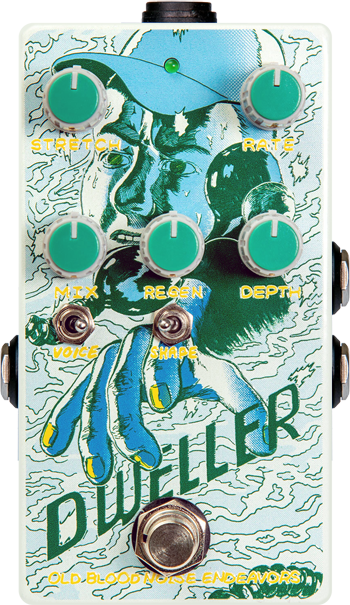 STRETCH RATE
MIX REGEN DEPTH
VOICE SHAPE
DWELLER
OLD BLOOD NOISE ENDEAVORS